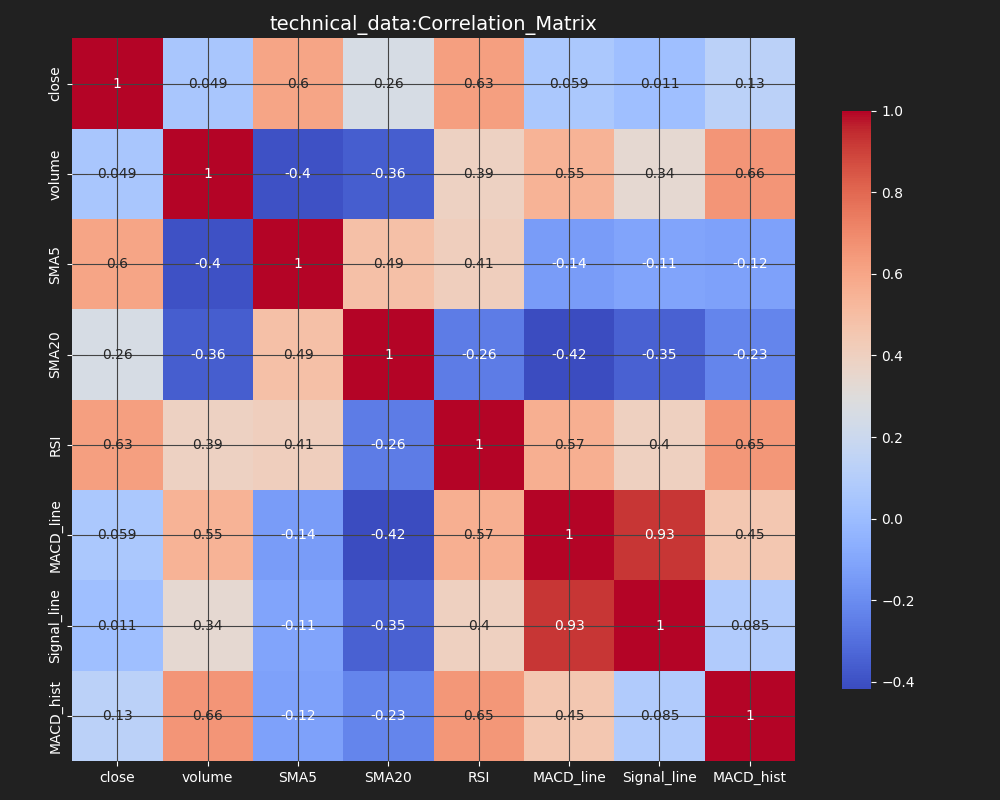 technical_data:Correlation_Matrix
close 1 0.049 0.6 0.26 0.63 0.059 0.011 0.13
volume 0.049 1 -0.4 -0.36 0.39 0.55 0.34 0.66
SMA5 0.6 -0.4 1 0.49 0.41 -0.14 -0.11 -0.12
SMA20 0.26 -0.36 0.49 1 -0.26 -0.42 -0.35 -0.23
RSI 0.63 0.39 0.41 -0.26 1 0.57 0.4 0.65
MACD_line 0.059 0.55 -0.14 -0.42 0.57 1 0.93 0.45
Signal_line 0.011 0.34 -0.11 -0.35 0.4 0.93 1 0.085
MACD_hist 0.13 0.66 -0.12 -0.23 0.65 0.45 0.085 1
close volume SMA5 SMA20 RSI MACD_line Signal_line MACD_hist
1.0
0.8
0.6
0.4
0.2
0.0
−0.2
−0.4